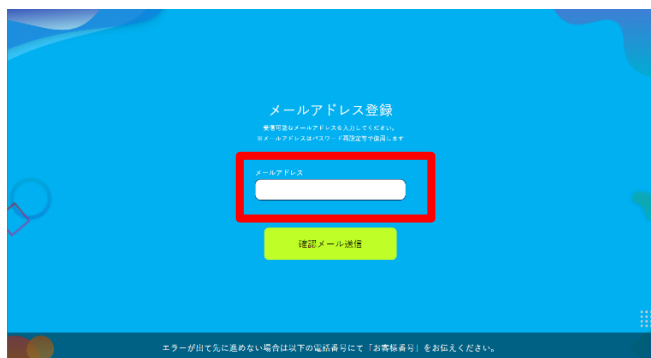 メールアドレス登録
受信可能なメールアドレスを入力してください。
※メールアドレスはパスワード再設定等で使用します
メールアドレス
確認メール送信
エラーが出て先に進めない場合は以下の電話番号にて「お客様番号」をお伝えください。